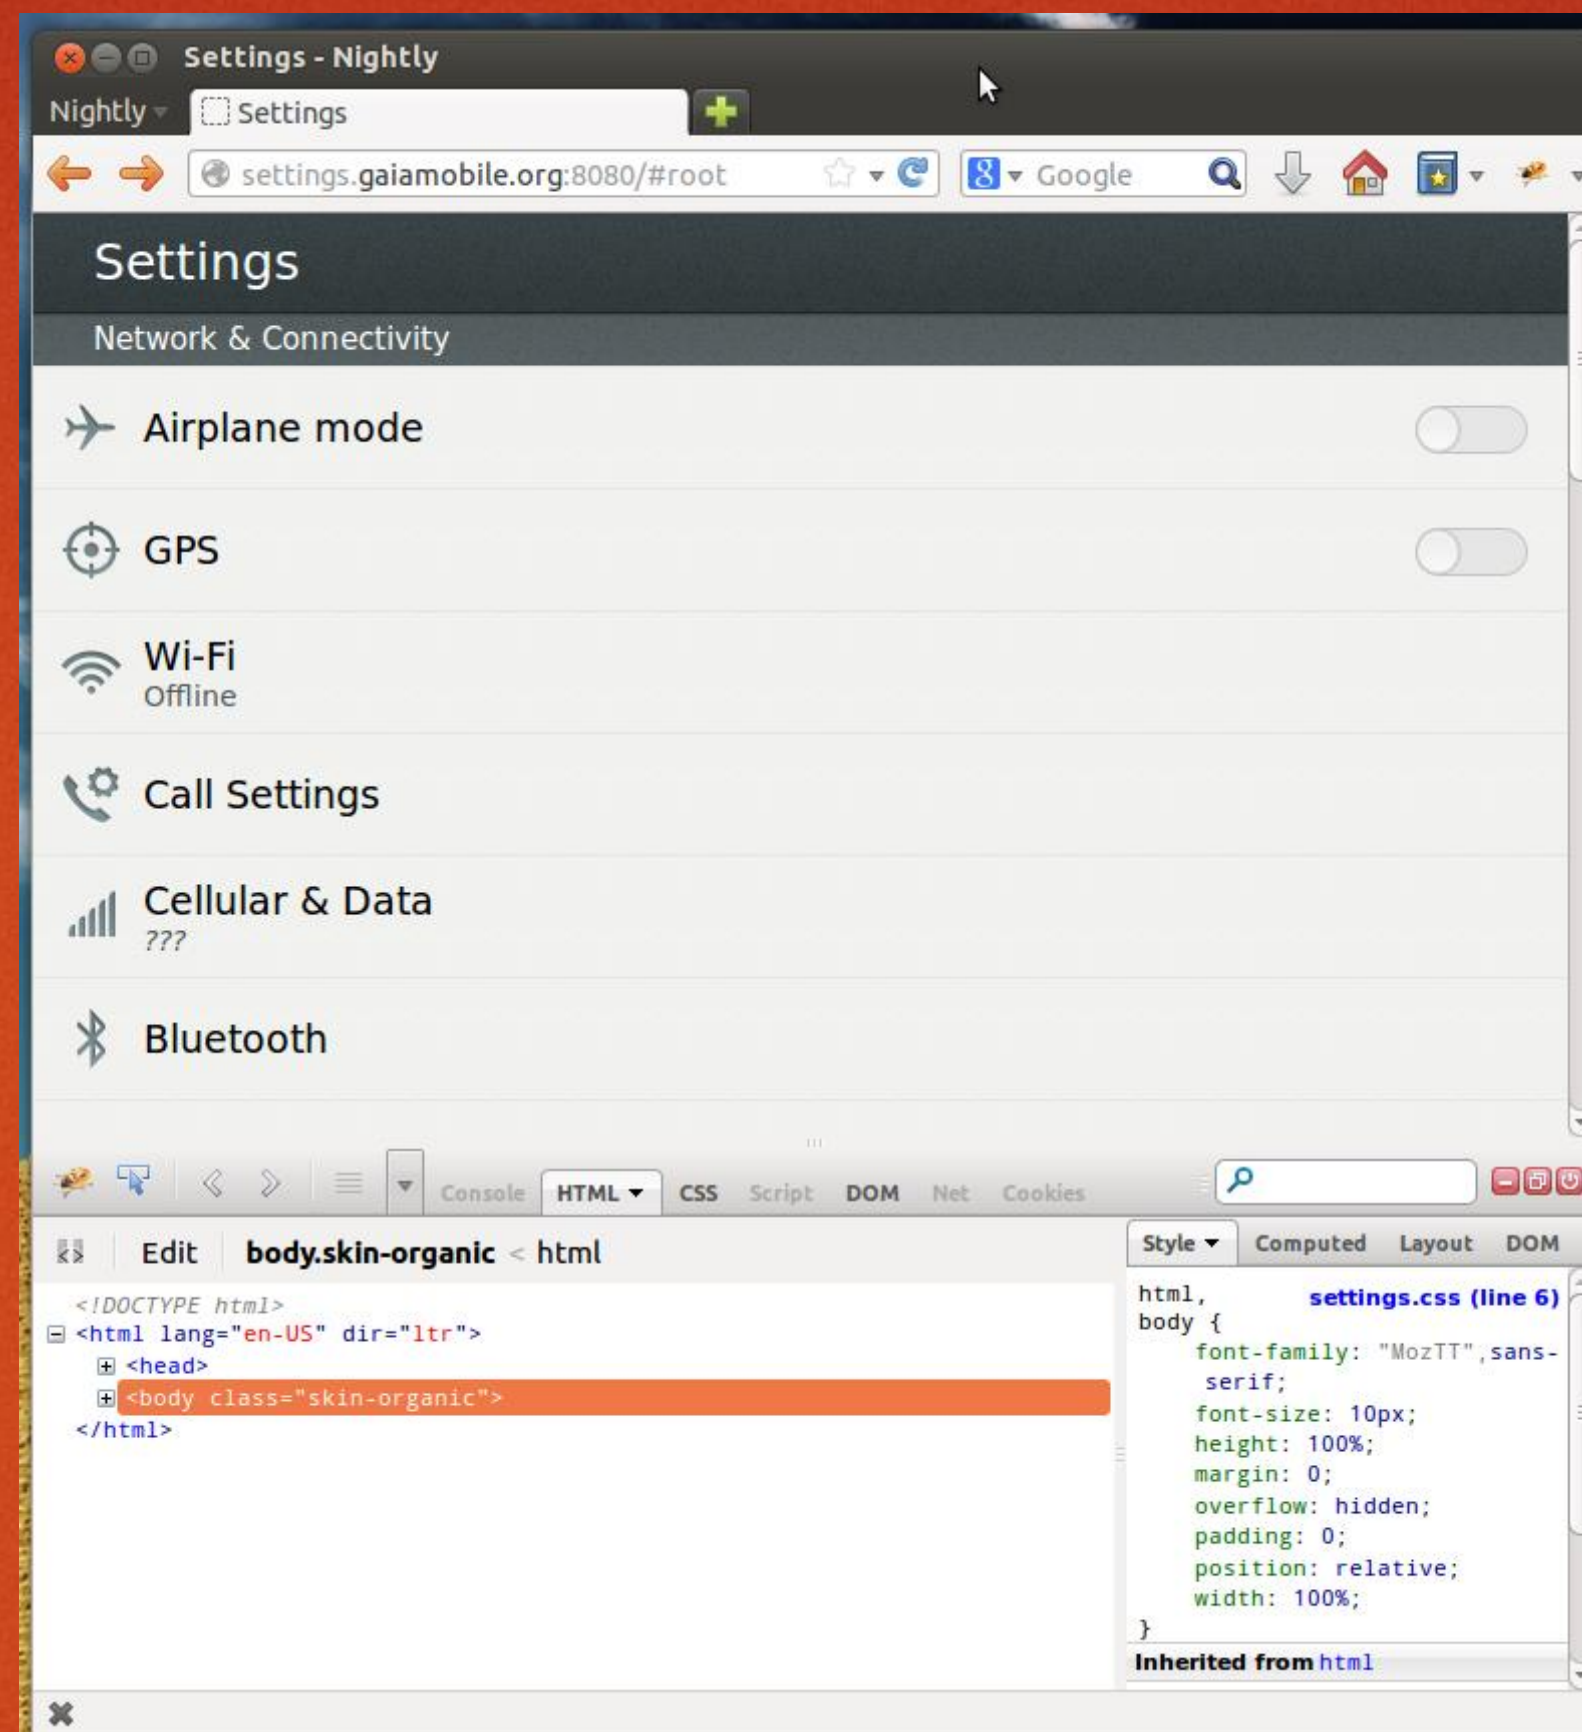 Settings - Nightly
Nightly Settings
settings.gaiamobile.org:8080/#root 8 Google
Settings
Network & Connectivity
Airplane mode
GPS
Wi-Fi
Offline
Call Settings
Cellular & Data
???
Bluetooth
Console HTML CSS Script DOM Net Cookies
Edit body.skin-organic < html
<!DOCTYPE html>
<html lang="en-US" dir="ltr">
<head>
<body class="skin-organic">
</html>
Style Computed Layout DOM
html, settings.css (line 6)
body {
font-family: "MozTT",sans-
serif;
font-size: 10px;
height: 100%;
margin: 0;
overflow: hidden;
padding: 0;
position: relative;
width: 100%;
}
Inherited from html